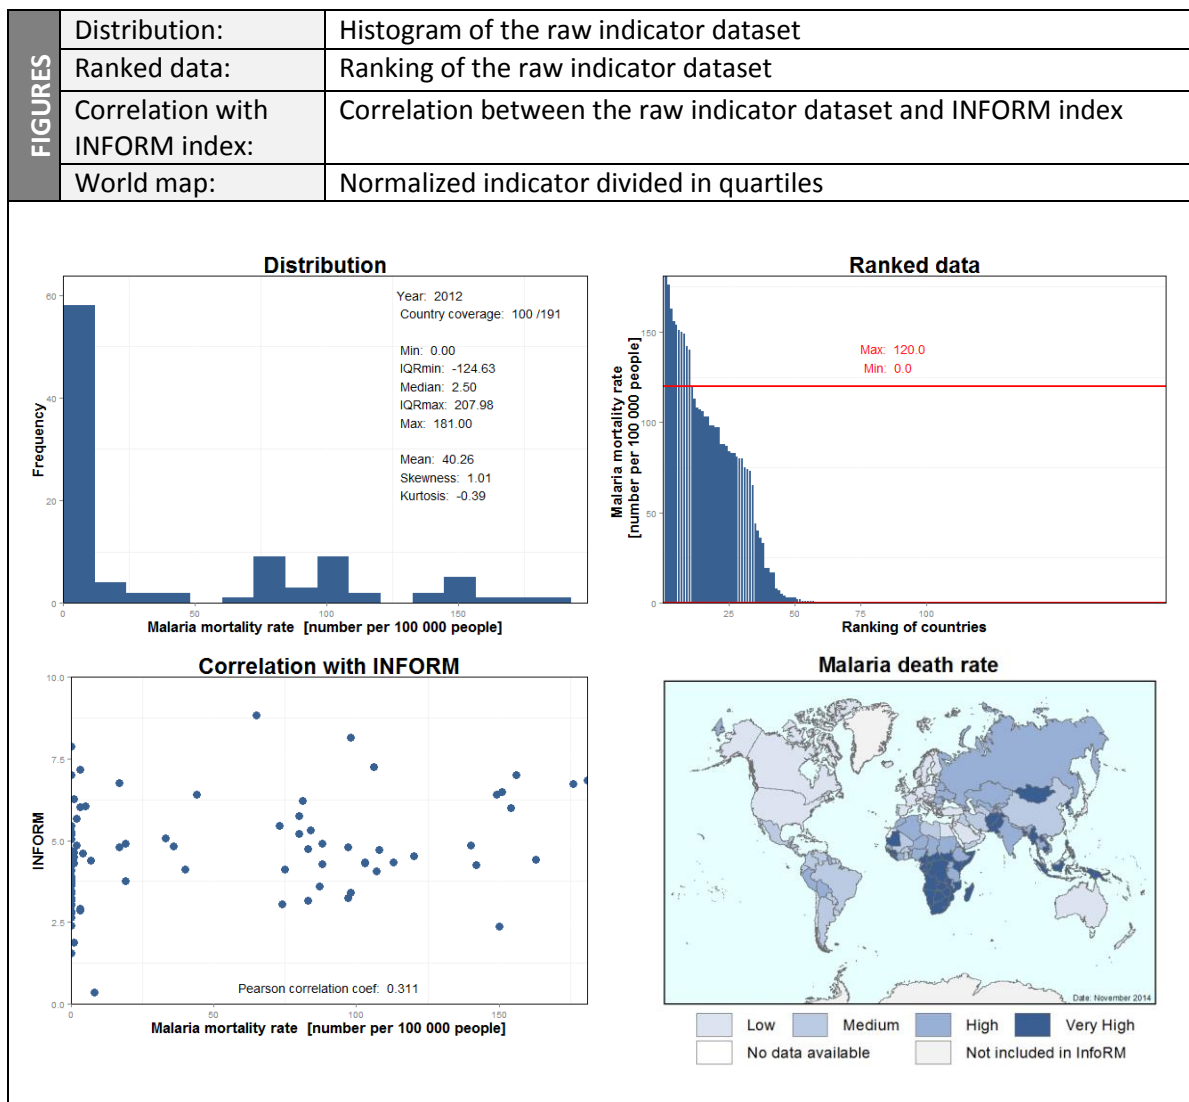 FIGURES
Distribution: Histogram of the raw indicator dataset
Ranked data: Ranking of the raw indicator dataset
Correlation with INFORM index: Correlation between the raw indicator dataset and INFORM index
World map: Normalized indicator divided in quartiles
Distribution
Frequency
60
40
20
0
Year: 2012
Country coverage: 100 /191
Min: 0.00
IQRmin: -124.63
Median: 2.50
IQRmax: 207.98
Max: 181.00
Mean: 40.26
Skewness: 1.01
Kurtosis: -0.39
0 50 100 150
Malaria mortality rate [number per 100 000 people]
Ranked data
Malaria mortality rate
[number per 100 000 people]
150
100
50
0
Max: 120.0
Min: 0.0
25 50 75 100
Ranking of countries
Correlation with INFORM
INFORM
10.0
7.5
5.0
2.5
0.0
Pearson correlation coef: 0.311
0 50 100 150
Malaria mortality rate [number per 100 000 people]
Malaria death rate
Date: November 2014
Low Medium High Very High
No data available Not included in InfoRM